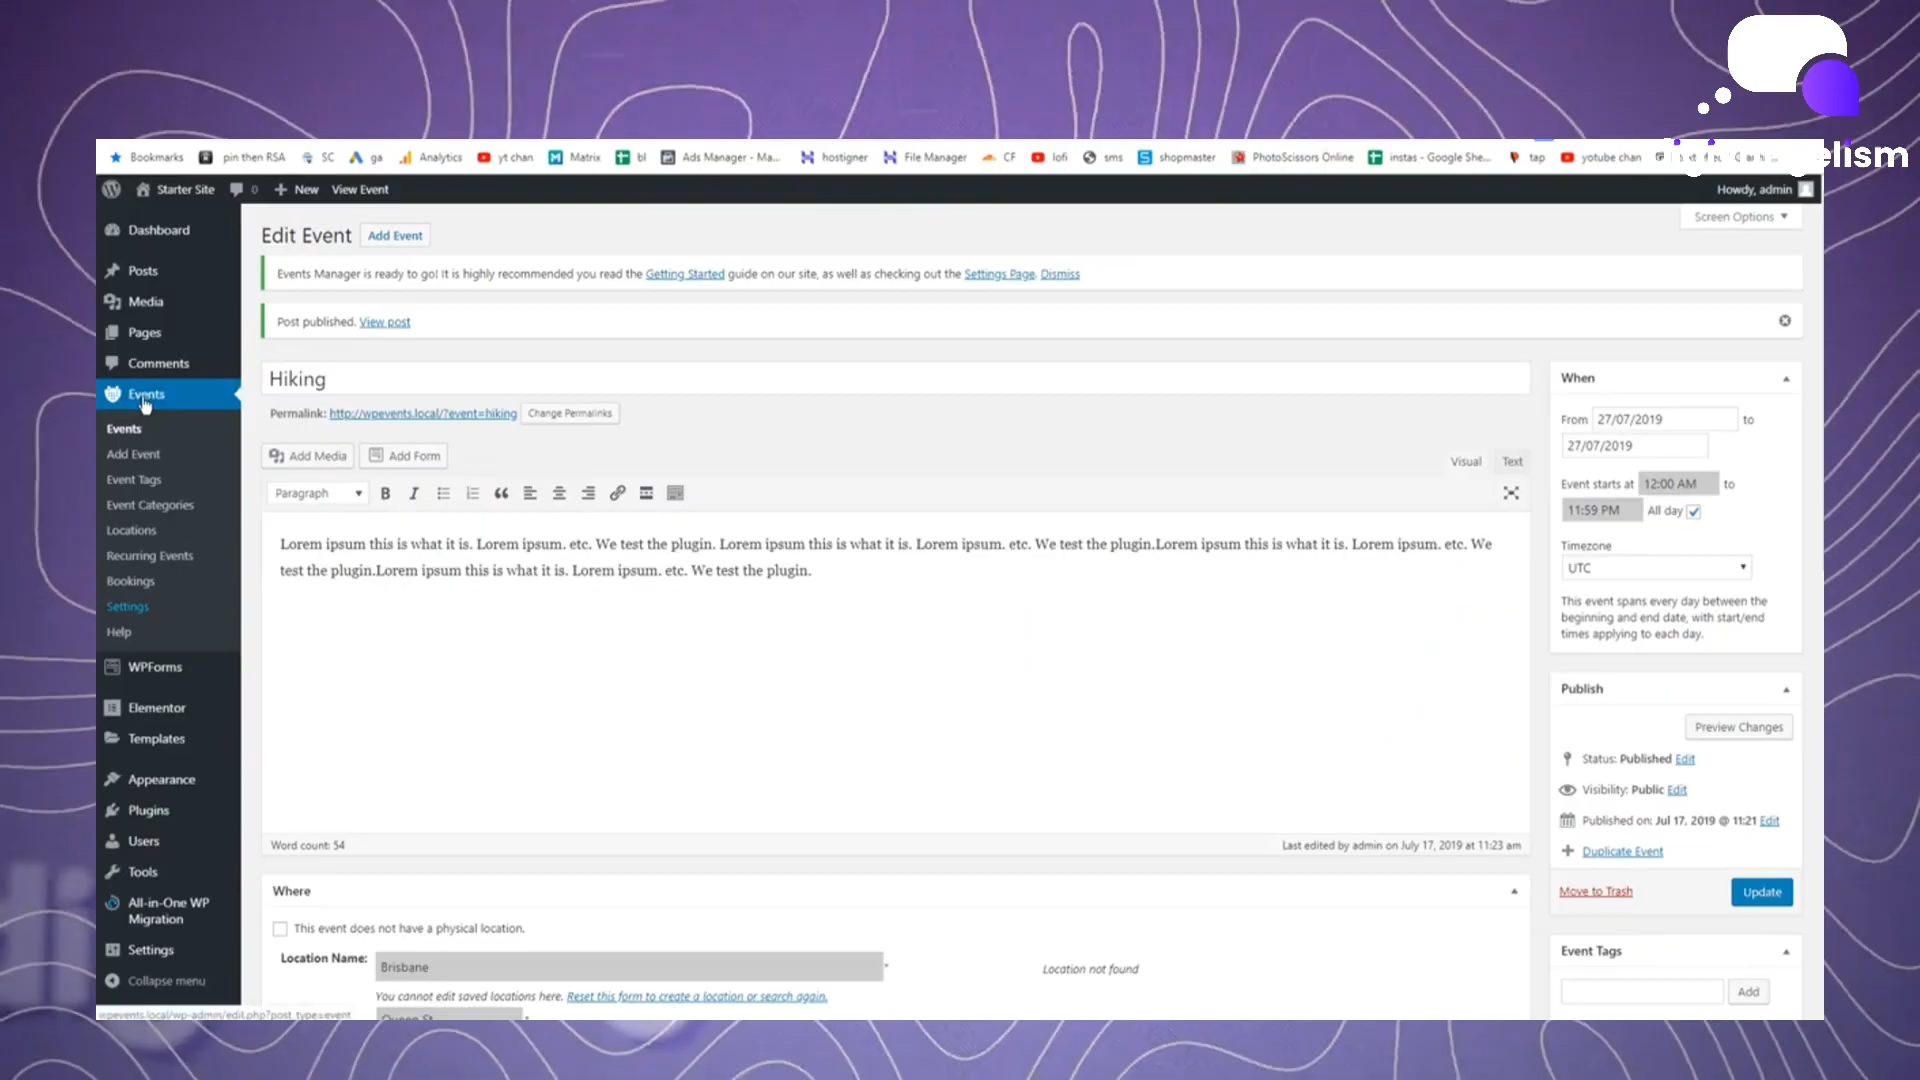 Bookmarks pin then RSA SC ga Analytics yt chan Matrix bl Ads Manager - Ma... hostigner File Manager CF lofi sms shopmaster PhotoScissors Online instas - Google She... tap yotube chan
elism
Starter Site 0 New View Event Howdy, admin
Screen Options
Dashboard
Posts
Media
Pages
Comments
Events
Events
Add Event
Event Tags
Event Categories
Locations
Recurring Events
Bookings
Settings
Help
WPForms
Elementor
Templates
Appearance
Plugins
Users
Tools
All-in-One WP
Migration
Settings
Collapse menu
wpevents.local/wp-admin/edit.php?post_type=event
Edit Event Add Event
Events Manager is ready to go! It is highly recommended you read the Getting Started guide on our site, as well as checking out the Settings Page. Dismiss
Post published. View post
Hiking
Permalink: http://wpevents.local/?event=hiking Change Permalinks
Add Media Add Form
Visual Text
Paragraph B I
Lorem ipsum this is what it is. Lorem ipsum. etc. We test the plugin. Lorem ipsum this is what it is. Lorem ipsum. etc. We test the plugin.Lorem ipsum this is what it is. Lorem ipsum. etc. We
test the plugin.Lorem ipsum this is what it is. Lorem ipsum. etc. We test the plugin.
Word count: 54 Last edited by admin on July 17, 2019 at 11:23 am
Where
This event does not have a physical location.
Location Name: Brisbane *
Location not found
You cannot edit saved locations here. Reset this form to create a location or search again.
Queen St *
When
From 27/07/2019 to
27/07/2019
Event starts at 12:00 AM to
11:59 PM All day
Timezone
UTC
This event spans every day between the
beginning and end date, with start/end
times applying to each day.
Publish
Preview Changes
Status: Published Edit
Visibility: Public Edit
Published on: Jul 17, 2019 @ 11:21 Edit
Duplicate Event
Move to Trash Update
Event Tags
Add